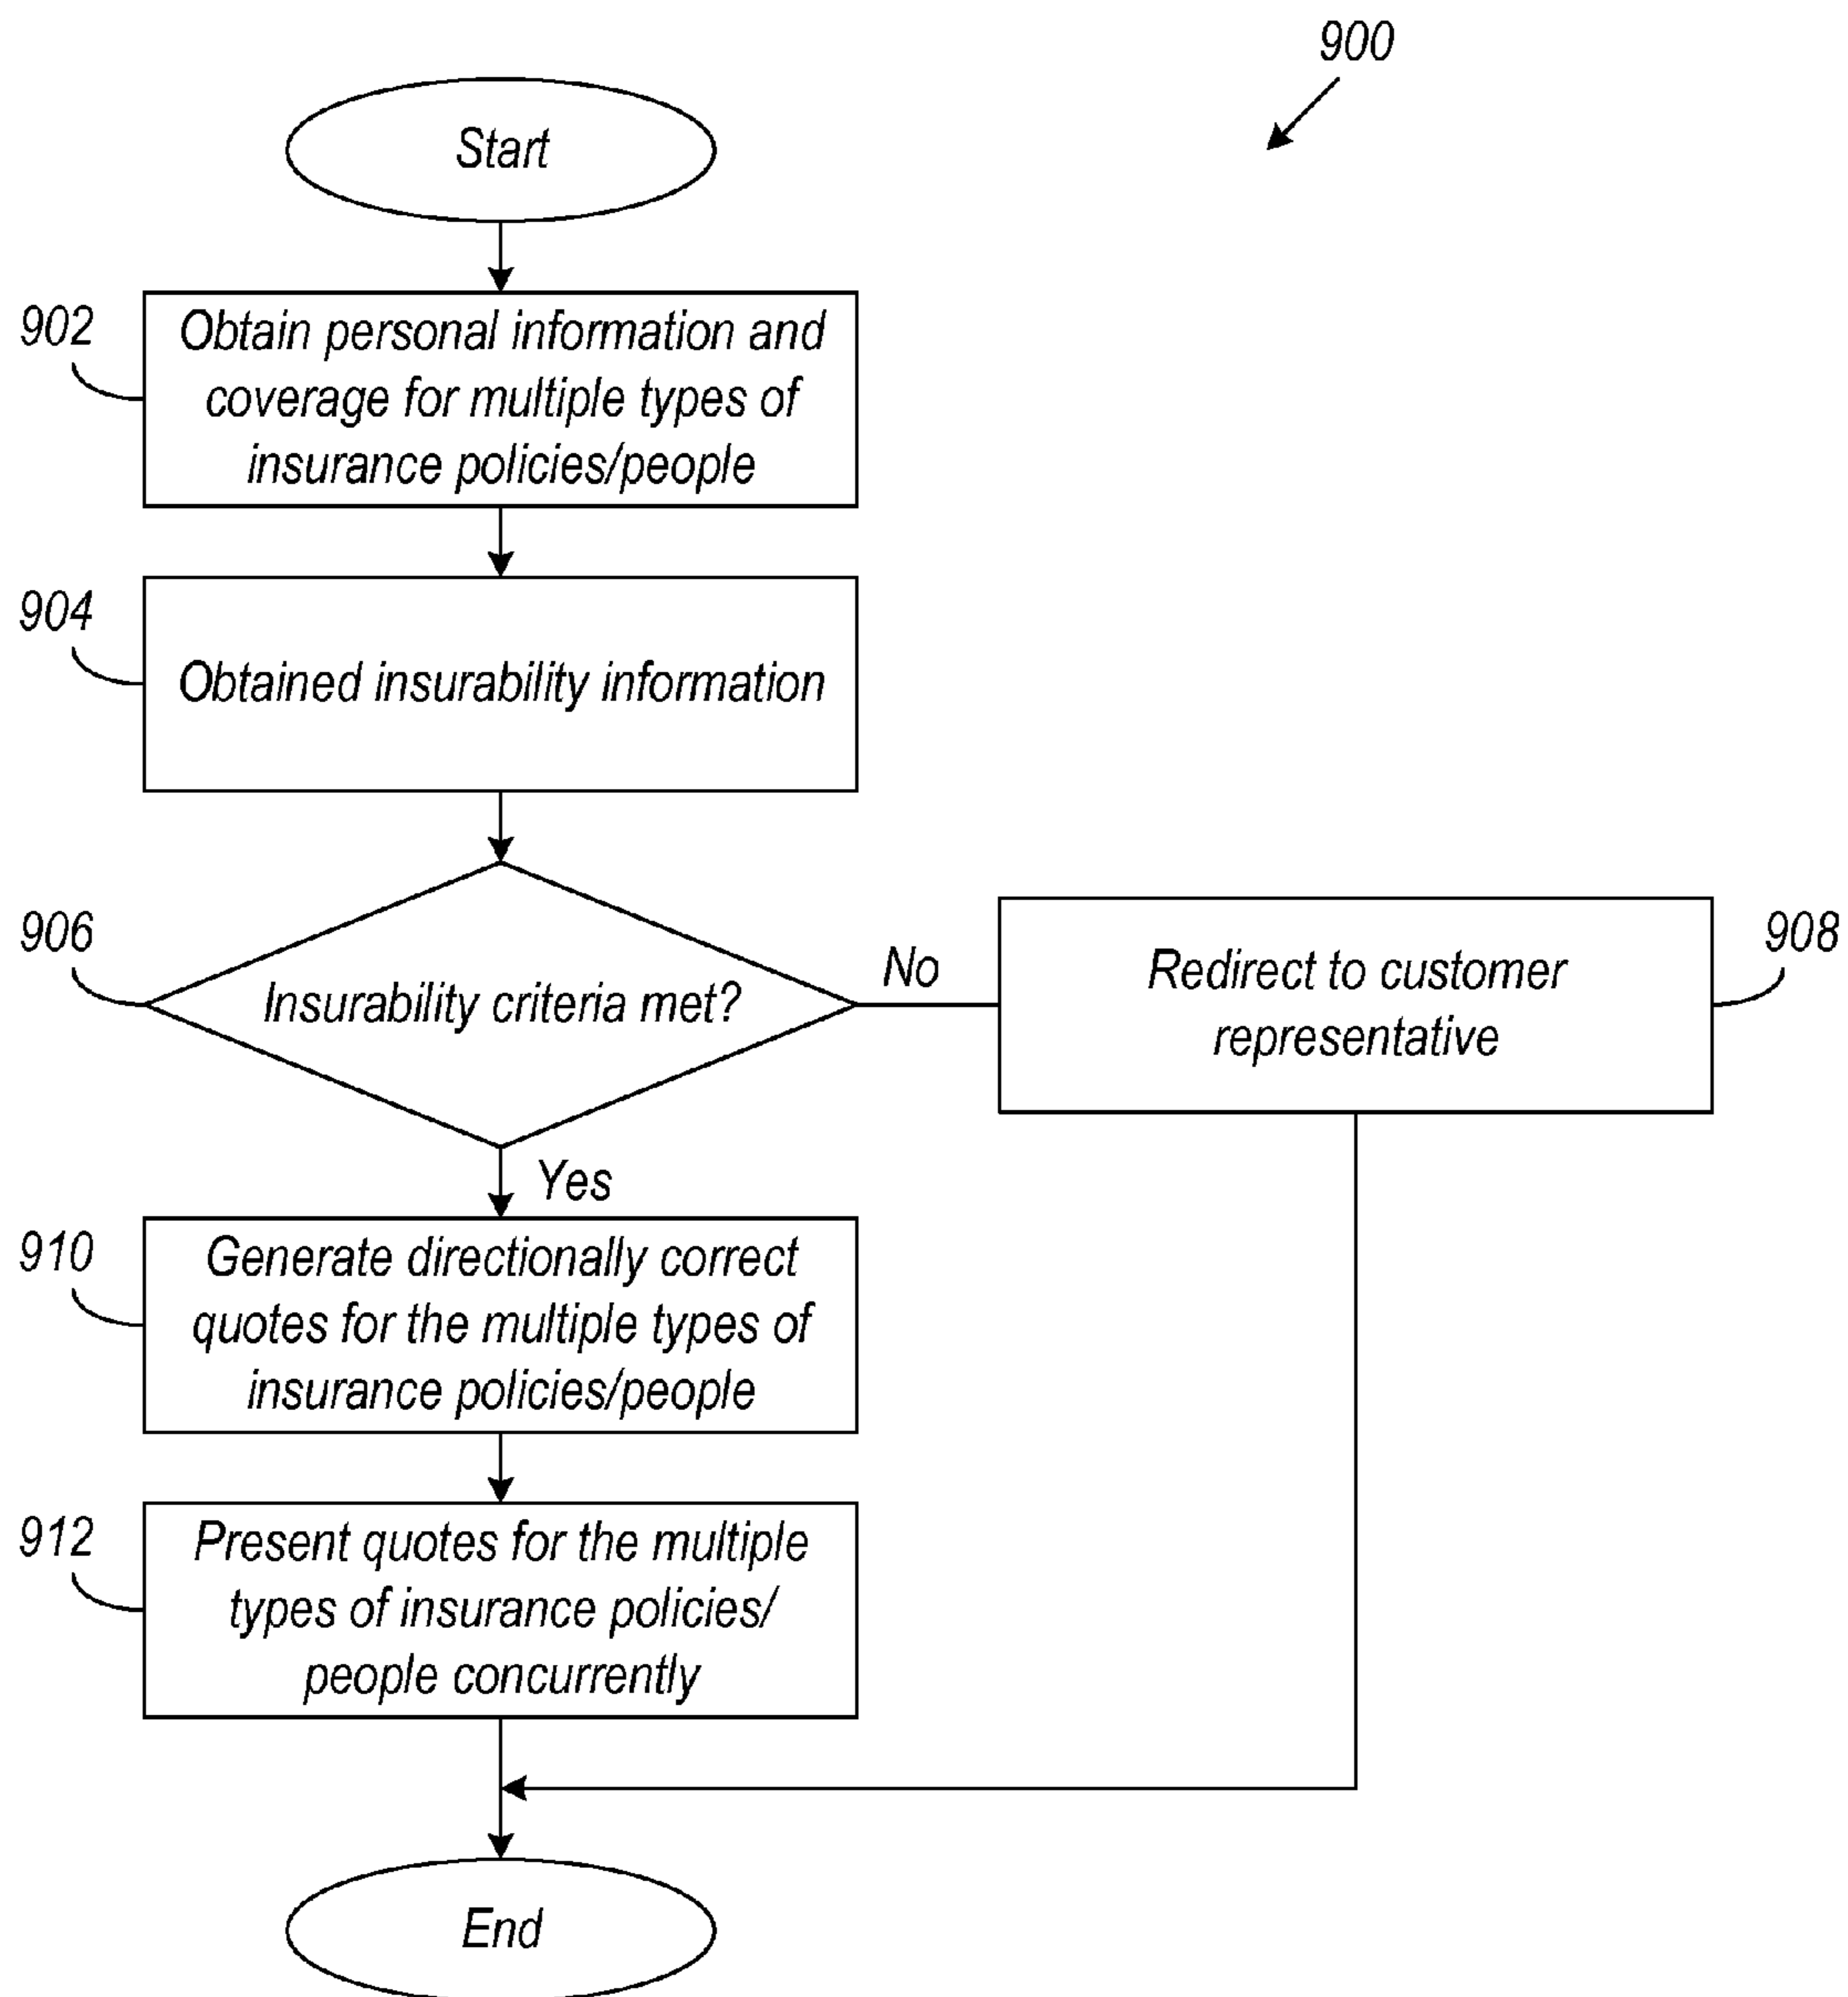 900
Start
902
Obtain personal information and
coverage for multiple types of
insurance policies/people
904
Obtained insurability information
906
Insurability criteria met?
No
908
Redirect to customer
representative
Yes
910
Generate directionally correct
quotes for the multiple types of
insurance policies/people
912
Present quotes for the multiple
types of insurance policies/
people concurrently
End